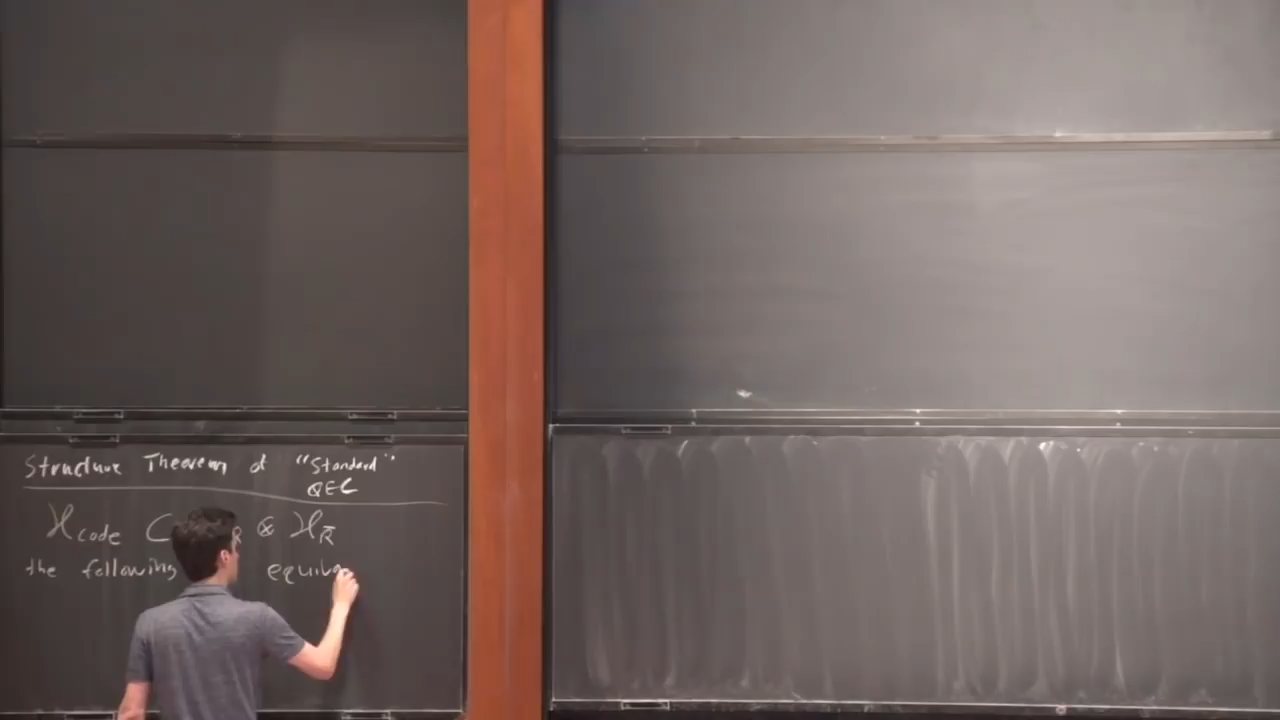 Structure Theorem of "Standard"
QEC
ℋcode ⊂ R ⊗ ℋR̄
the following equiva